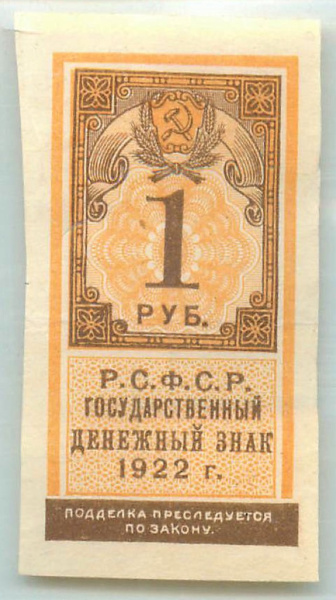 1
РУБ.
Р.С.Ф.С.Р.
ГОСУДАРСТВЕННЫЙ
ДЕНЕЖНЫЙ ЗНАК
1922 г.
ПОДДЕЛКА ПРЕСЛЕДУЕТСЯ
ПО ЗАКОНУ.